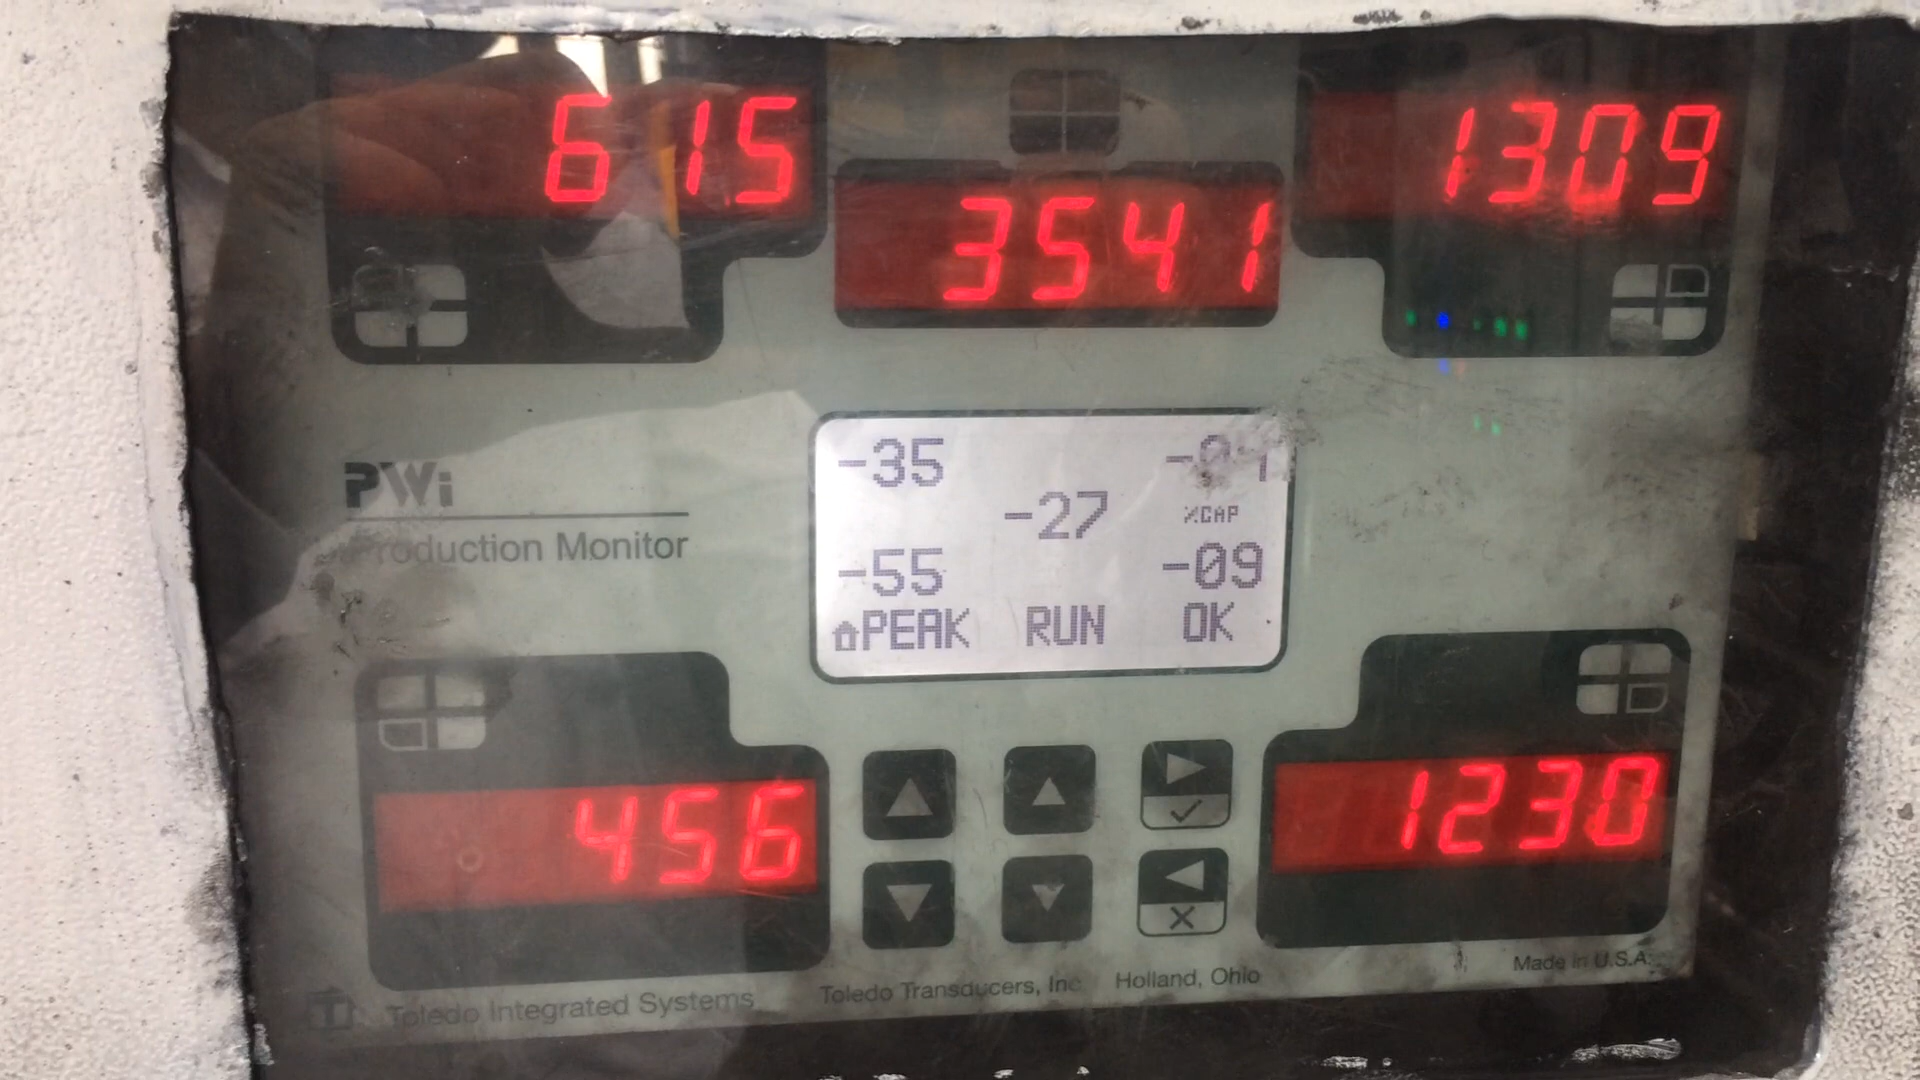 615
1309
3541
-35
-27
%CAP
-55
-09
PEAK RUN OK
PWi
Production Monitor
456
1230
Toledo Integrated Systems
Toledo Transducers, Inc Holland, Ohio
Made in U.S.A.